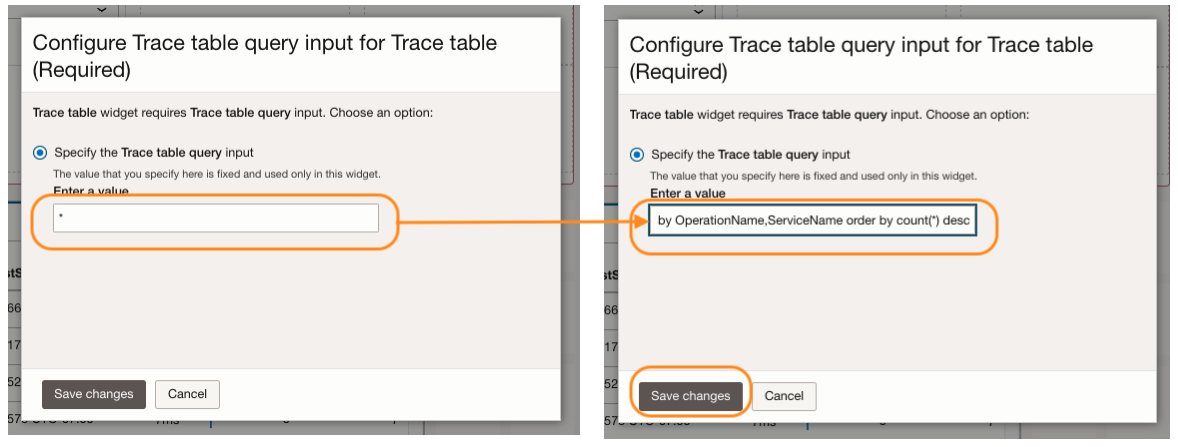 Configure Trace table query input for Trace table
(Required)
Trace table widget requires Trace table query input. Choose an option:
Specify the Trace table query input
The value that you specify here is fixed and used only in this widget.
Enter a value
*
Save changes
Cancel
Configure Trace table query input for Trace table
(Required)
Trace table widget requires Trace table query input. Choose an option:
Specify the Trace table query input
The value that you specify here is fixed and used only in this widget.
Enter a value
by OperationName,ServiceName order by count(*) desc
Save changes
Cancel